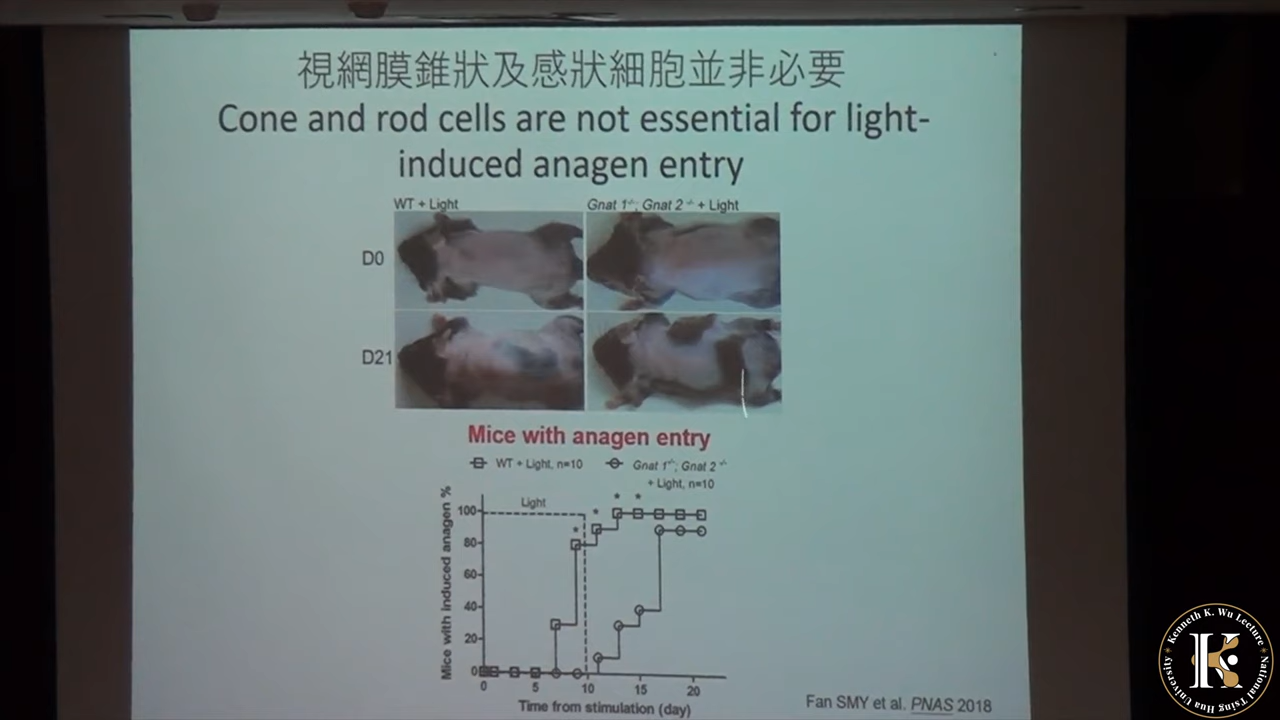 視網膜錐狀及感狀細胞並非必要
Cone and rod cells are not essential for light-
induced anagen entry
WT + Light
Gnat 1-/-; Gnat 2 -/- + Light
D0
D21
Mice with anagen entry
WT + Light, n=10
Gnat 1-/-; Gnat 2 -/-
+ Light, n=10
Mice with induced anagen %
Light
* * * *
100
80
60
40
20
0
0 5 10 15 20
Time from stimulation (day)
Fan SMY et al. PNAS 2018
Kenneth K. Wu Lecture
National Tsing Hua University
K